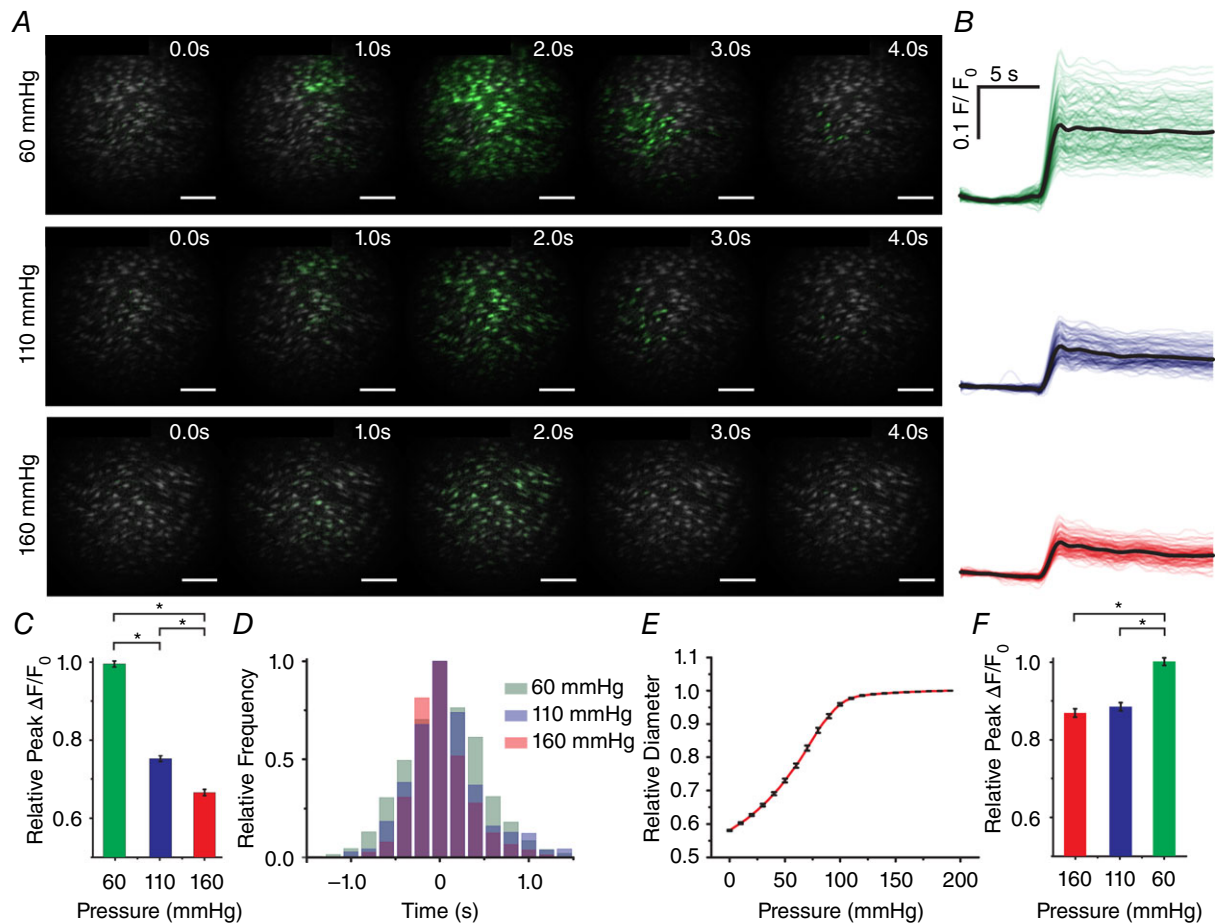 A
0.0s 1.0s 2.0s 3.0s 4.0s
60 mmHg
0.0s 1.0s 2.0s 3.0s 4.0s
110 mmHg
0.0s 1.0s 2.0s 3.0s 4.0s
160 mmHg
B
5 s
0.1 F/ F0
C
* * *
Relative Peak ΔF/F0
1.0
0.8
0.6
60 110 160
Pressure (mmHg)
D
Relative Frequency
1.0
0.5
0.0
60 mmHg
110 mmHg
160 mmHg
−1.0 0 1.0
Time (s)
E
Relative Diameter
1.1
1.0
0.9
0.8
0.7
0.6
0.5
0 50 100 150 200
Pressure (mmHg)
F
* *
Relative Peak ΔF/F0
1.0
0.8
0.6
160 110 60
Pressure (mmHg)